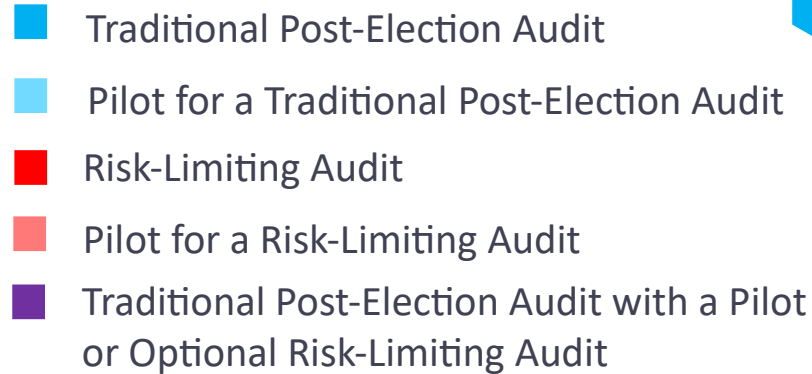 Traditional Post-Election Audit
Pilot for a Traditional Post-Election Audit
Risk-Limiting Audit
Pilot for a Risk-Limiting Audit
Traditional Post-Election Audit with a Pilot
or Optional Risk-Limiting Audit